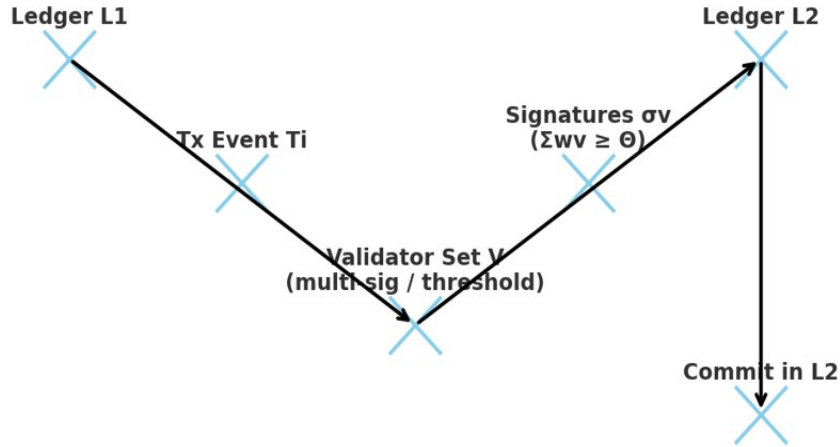 Ledger L1
Ledger L2
Tx Event Ti
Signatures σv
(Σwv ≥ Θ)
Validator Set V
(multi-sig / threshold)
Commit in L2